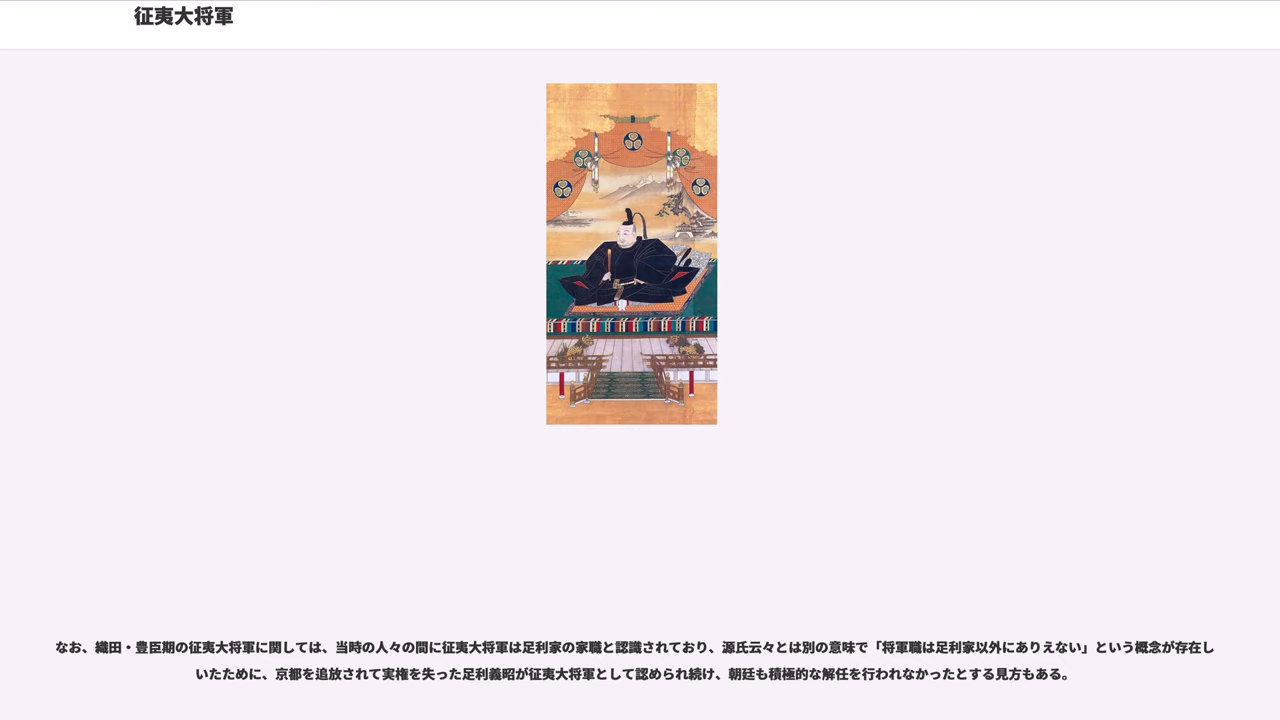 征夷大将軍
なお、織田・豊臣期の征夷大将軍に関しては、当時の人々の間に征夷大将軍は足利家の家職と認識されており、源氏云々とは別の意味で「将軍職は足利家以外にありえない」という概念が存在し
いたために、京都を追放されて実権を失った足利義昭が征夷大将軍として認められ続け、朝廷も積極的な解任を行われなかったとする見方もある。